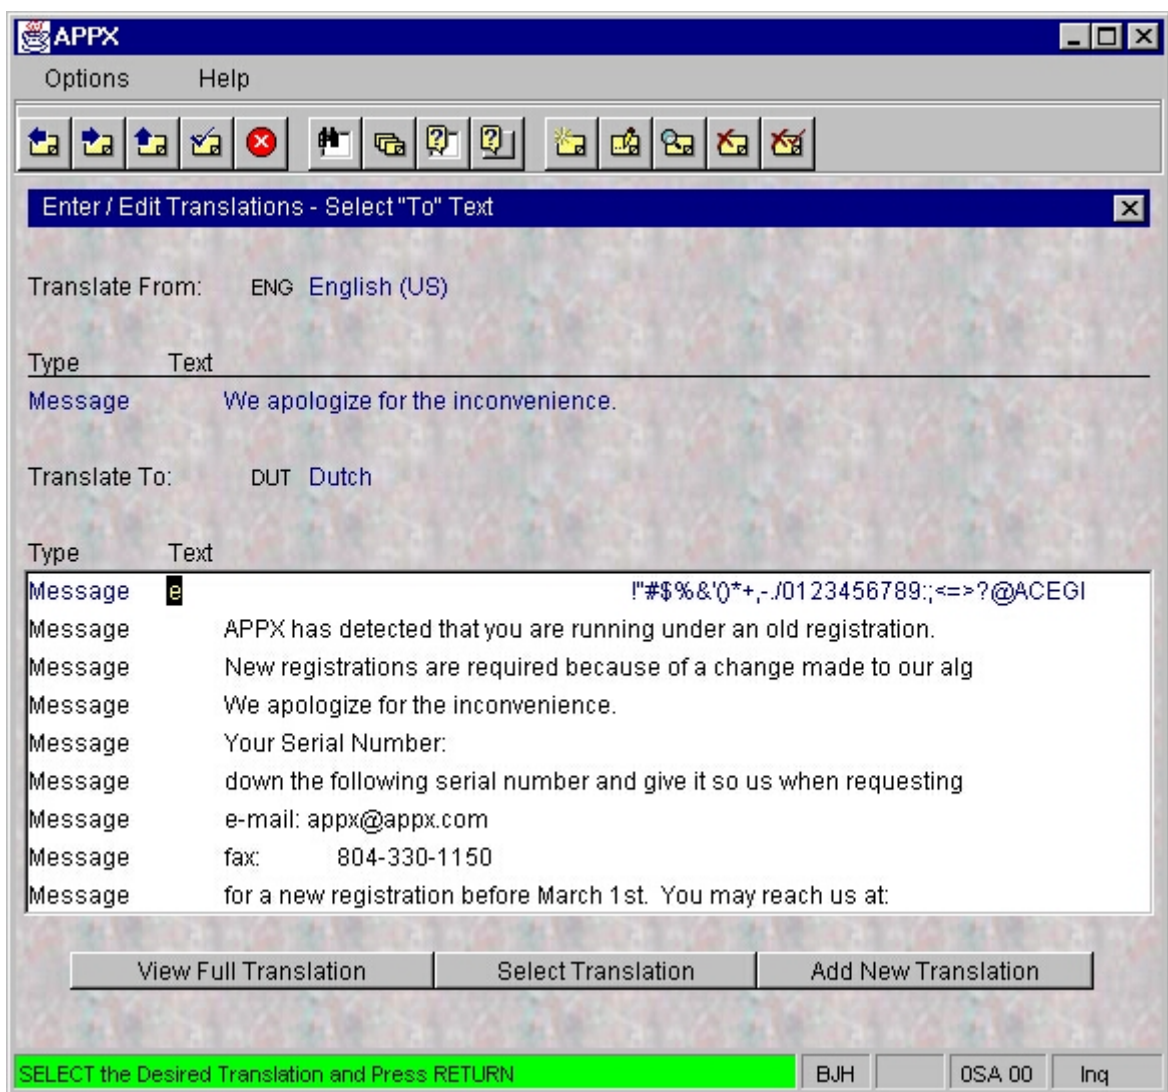 APPX
Options Help
Enter / Edit Translations - Select "To" Text
Translate From: ENG English (US)
Type Text
Message We apologize for the inconvenience.
Translate To: DUT Dutch
Type Text
Message e !"#$%&'()*+,-./0123456789:;<=>?@ACEGI
Message APPX has detected that you are running under an old registration.
Message New registrations are required because of a change made to our alg
Message We apologize for the inconvenience.
Message Your Serial Number:
Message down the following serial number and give it so us when requesting
Message e-mail: appx@appx.com
Message fax: 804-330-1150
Message for a new registration before March 1st. You may reach us at:
View Full Translation Select Translation Add New Translation
SELECT the Desired Translation and Press RETURN BJH 0SA 00 Inq